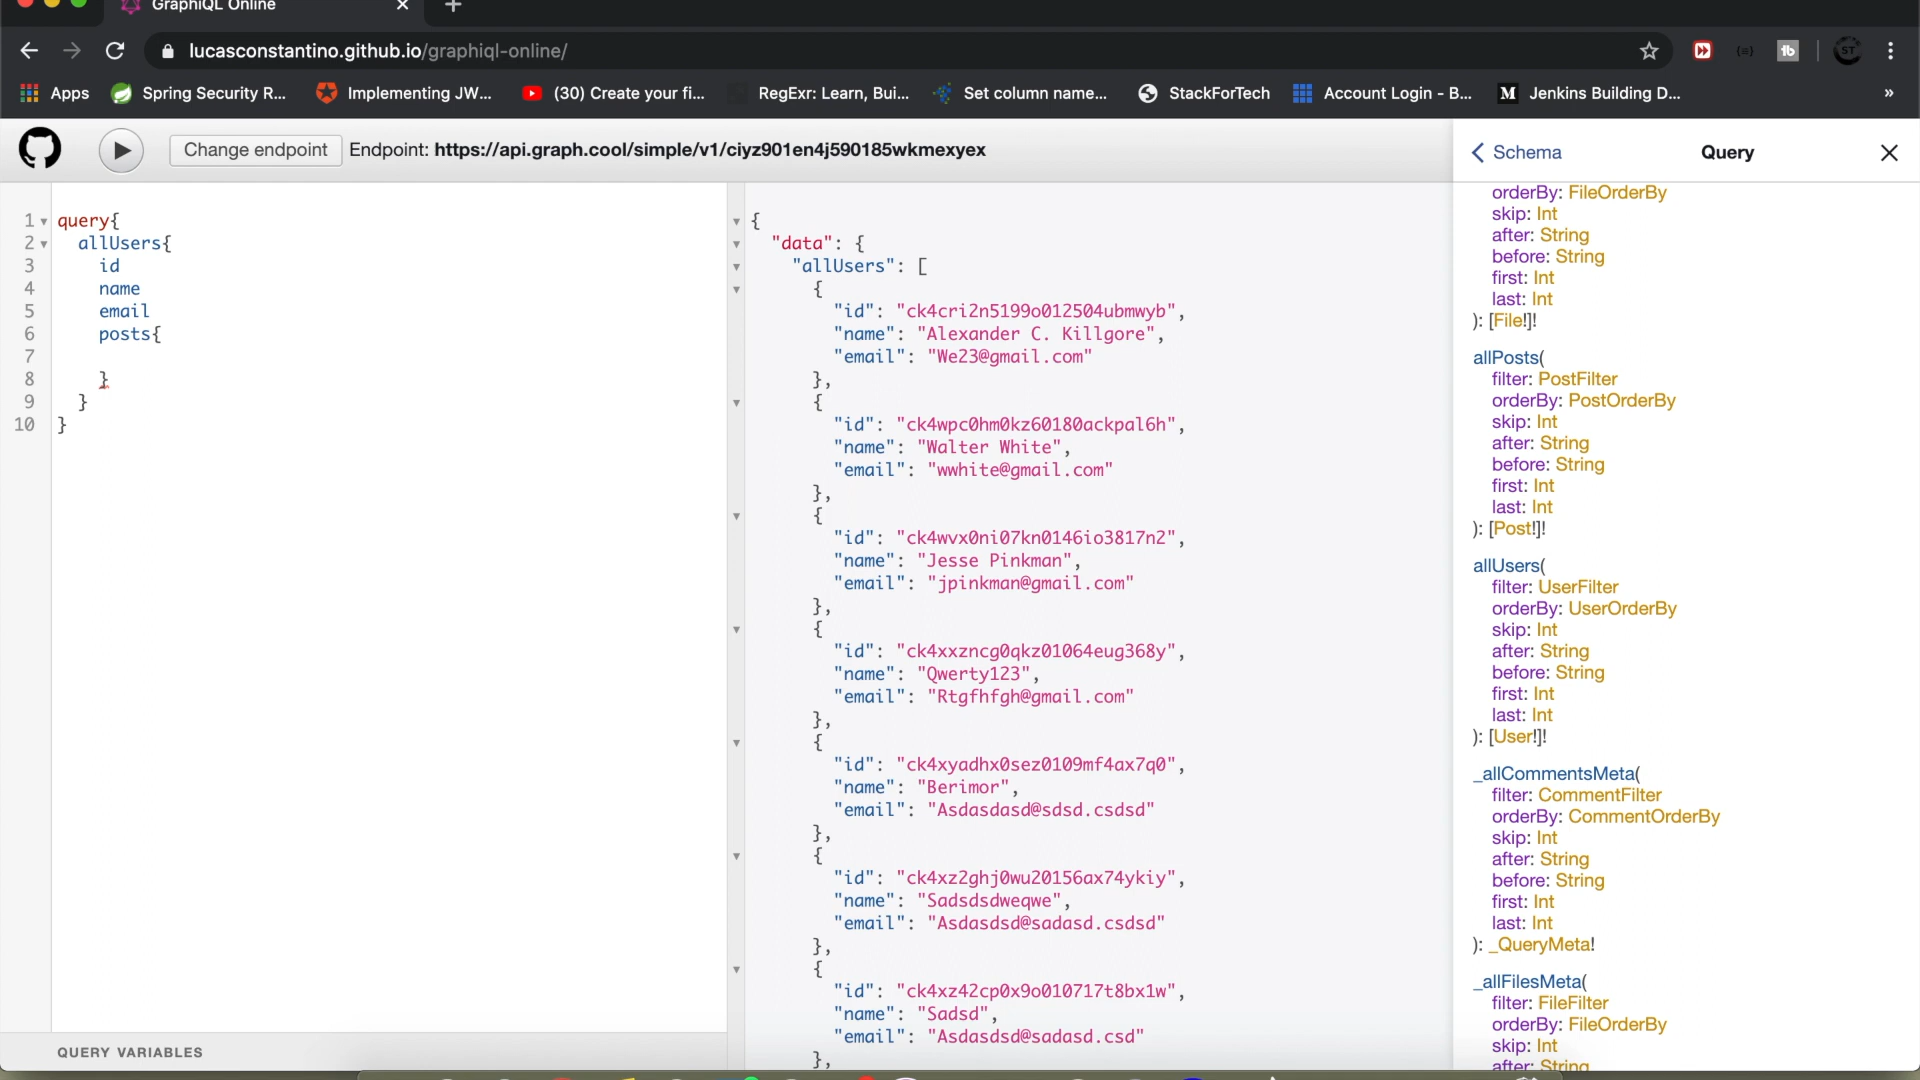 GraphiQL Online
lucasconstantino.github.io/graphiql-online/
Apps
Spring Security R...
Implementing JW...
(30) Create your fi...
RegExr: Learn, Bui...
Set column name...
StackForTech
Account Login - B...
Jenkins Building D...
»
Change endpoint
Endpoint: https://api.graph.cool/simple/v1/ciyz901en4j590185wkmexyex
1 query{
2 allUsers{
3 id
4 name
5 email
6 posts{
7
8 }
9 }
10 }
QUERY VARIABLES
{
"data": {
"allUsers": [
{
"id": "ck4cri2n5199o012504ubmwyb",
"name": "Alexander C. Killgore",
"email": "We23@gmail.com"
},
{
"id": "ck4wpc0hm0kz60180ackpal6h",
"name": "Walter White",
"email": "wwhite@gmail.com"
},
{
"id": "ck4wvx0ni07kn0146io3817n2",
"name": "Jesse Pinkman",
"email": "jpinkman@gmail.com"
},
{
"id": "ck4xxzncg0qkz01064eug368y",
"name": "Qwerty123",
"email": "Rtgfhfgh@gmail.com"
},
{
"id": "ck4xyadhx0sez0109mf4ax7q0",
"name": "Berimor",
"email": "Asdasdasd@sdsd.csdsd"
},
{
"id": "ck4xz2ghj0wu20156ax74ykiy",
"name": "Sadsdsdweqwe",
"email": "Asdasdsd@sadasd.csdsd"
},
{
"id": "ck4xz42cp0x9o010717t8bx1w",
"name": "Sadsd",
"email": "Asdasdsd@sadasd.csd"
},
Schema
Query
orderBy: FileOrderBy
skip: Int
after: String
before: String
first: Int
last: Int
): [File!]!
allPosts(
filter: PostFilter
orderBy: PostOrderBy
skip: Int
after: String
before: String
first: Int
last: Int
): [Post!]!
allUsers(
filter: UserFilter
orderBy: UserOrderBy
skip: Int
after: String
before: String
first: Int
last: Int
): [User!]!
_allCommentsMeta(
filter: CommentFilter
orderBy: CommentOrderBy
skip: Int
after: String
before: String
first: Int
last: Int
): _QueryMeta!
_allFilesMeta(
filter: FileFilter
orderBy: FileOrderBy
skip: Int
after: String